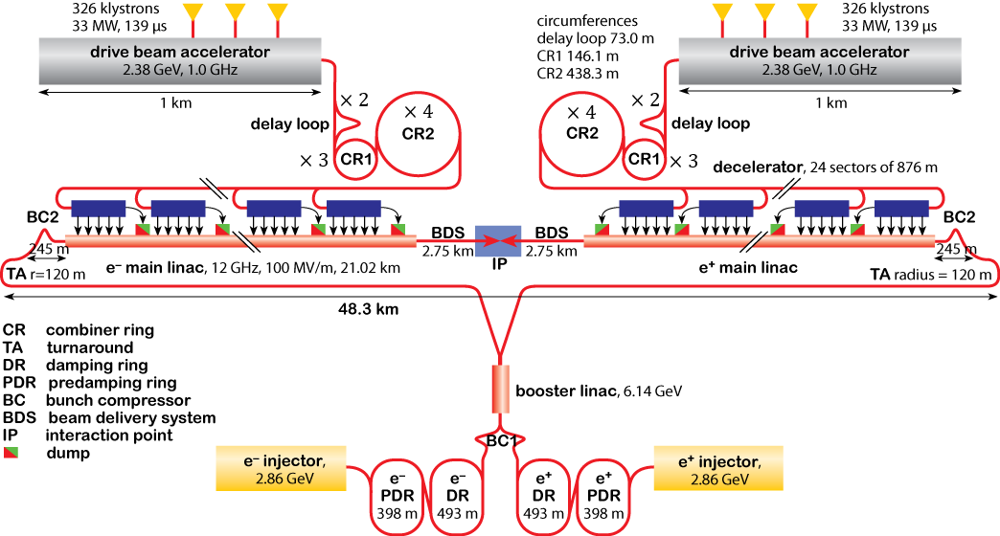 326 klystrons
33 MW, 139 µs
drive beam accelerator
2.38 GeV, 1.0 GHz
1 km
circumferences
delay loop 73.0 m
CR1 146.1 m
CR2 438.3 m
326 klystrons
33 MW, 139 µs
drive beam accelerator
2.38 GeV, 1.0 GHz
1 km
× 2
delay loop
× 4
CR2
CR1
× 3
× 4
CR2
× 2
delay loop
CR1
× 3
decelerator, 24 sectors of 876 m
BC2
245 m
TA r=120 m
e⁻ main linac, 12 GHz, 100 MV/m, 21.02 km
BDS
2.75 km
IP
BDS
2.75 km
e⁺ main linac
BC2
245 m
TA radius = 120 m
48.3 km
CR combiner ring
TA turnaround
DR damping ring
PDR predamping ring
BC bunch compressor
BDS beam delivery system
IP interaction point
dump
booster linac, 6.14 GeV
BC1
e⁻ injector,
2.86 GeV
e⁻
PDR
398 m
e⁻
DR
493 m
e⁺
DR
493 m
e⁺
PDR
398 m
e⁺ injector,
2.86 GeV